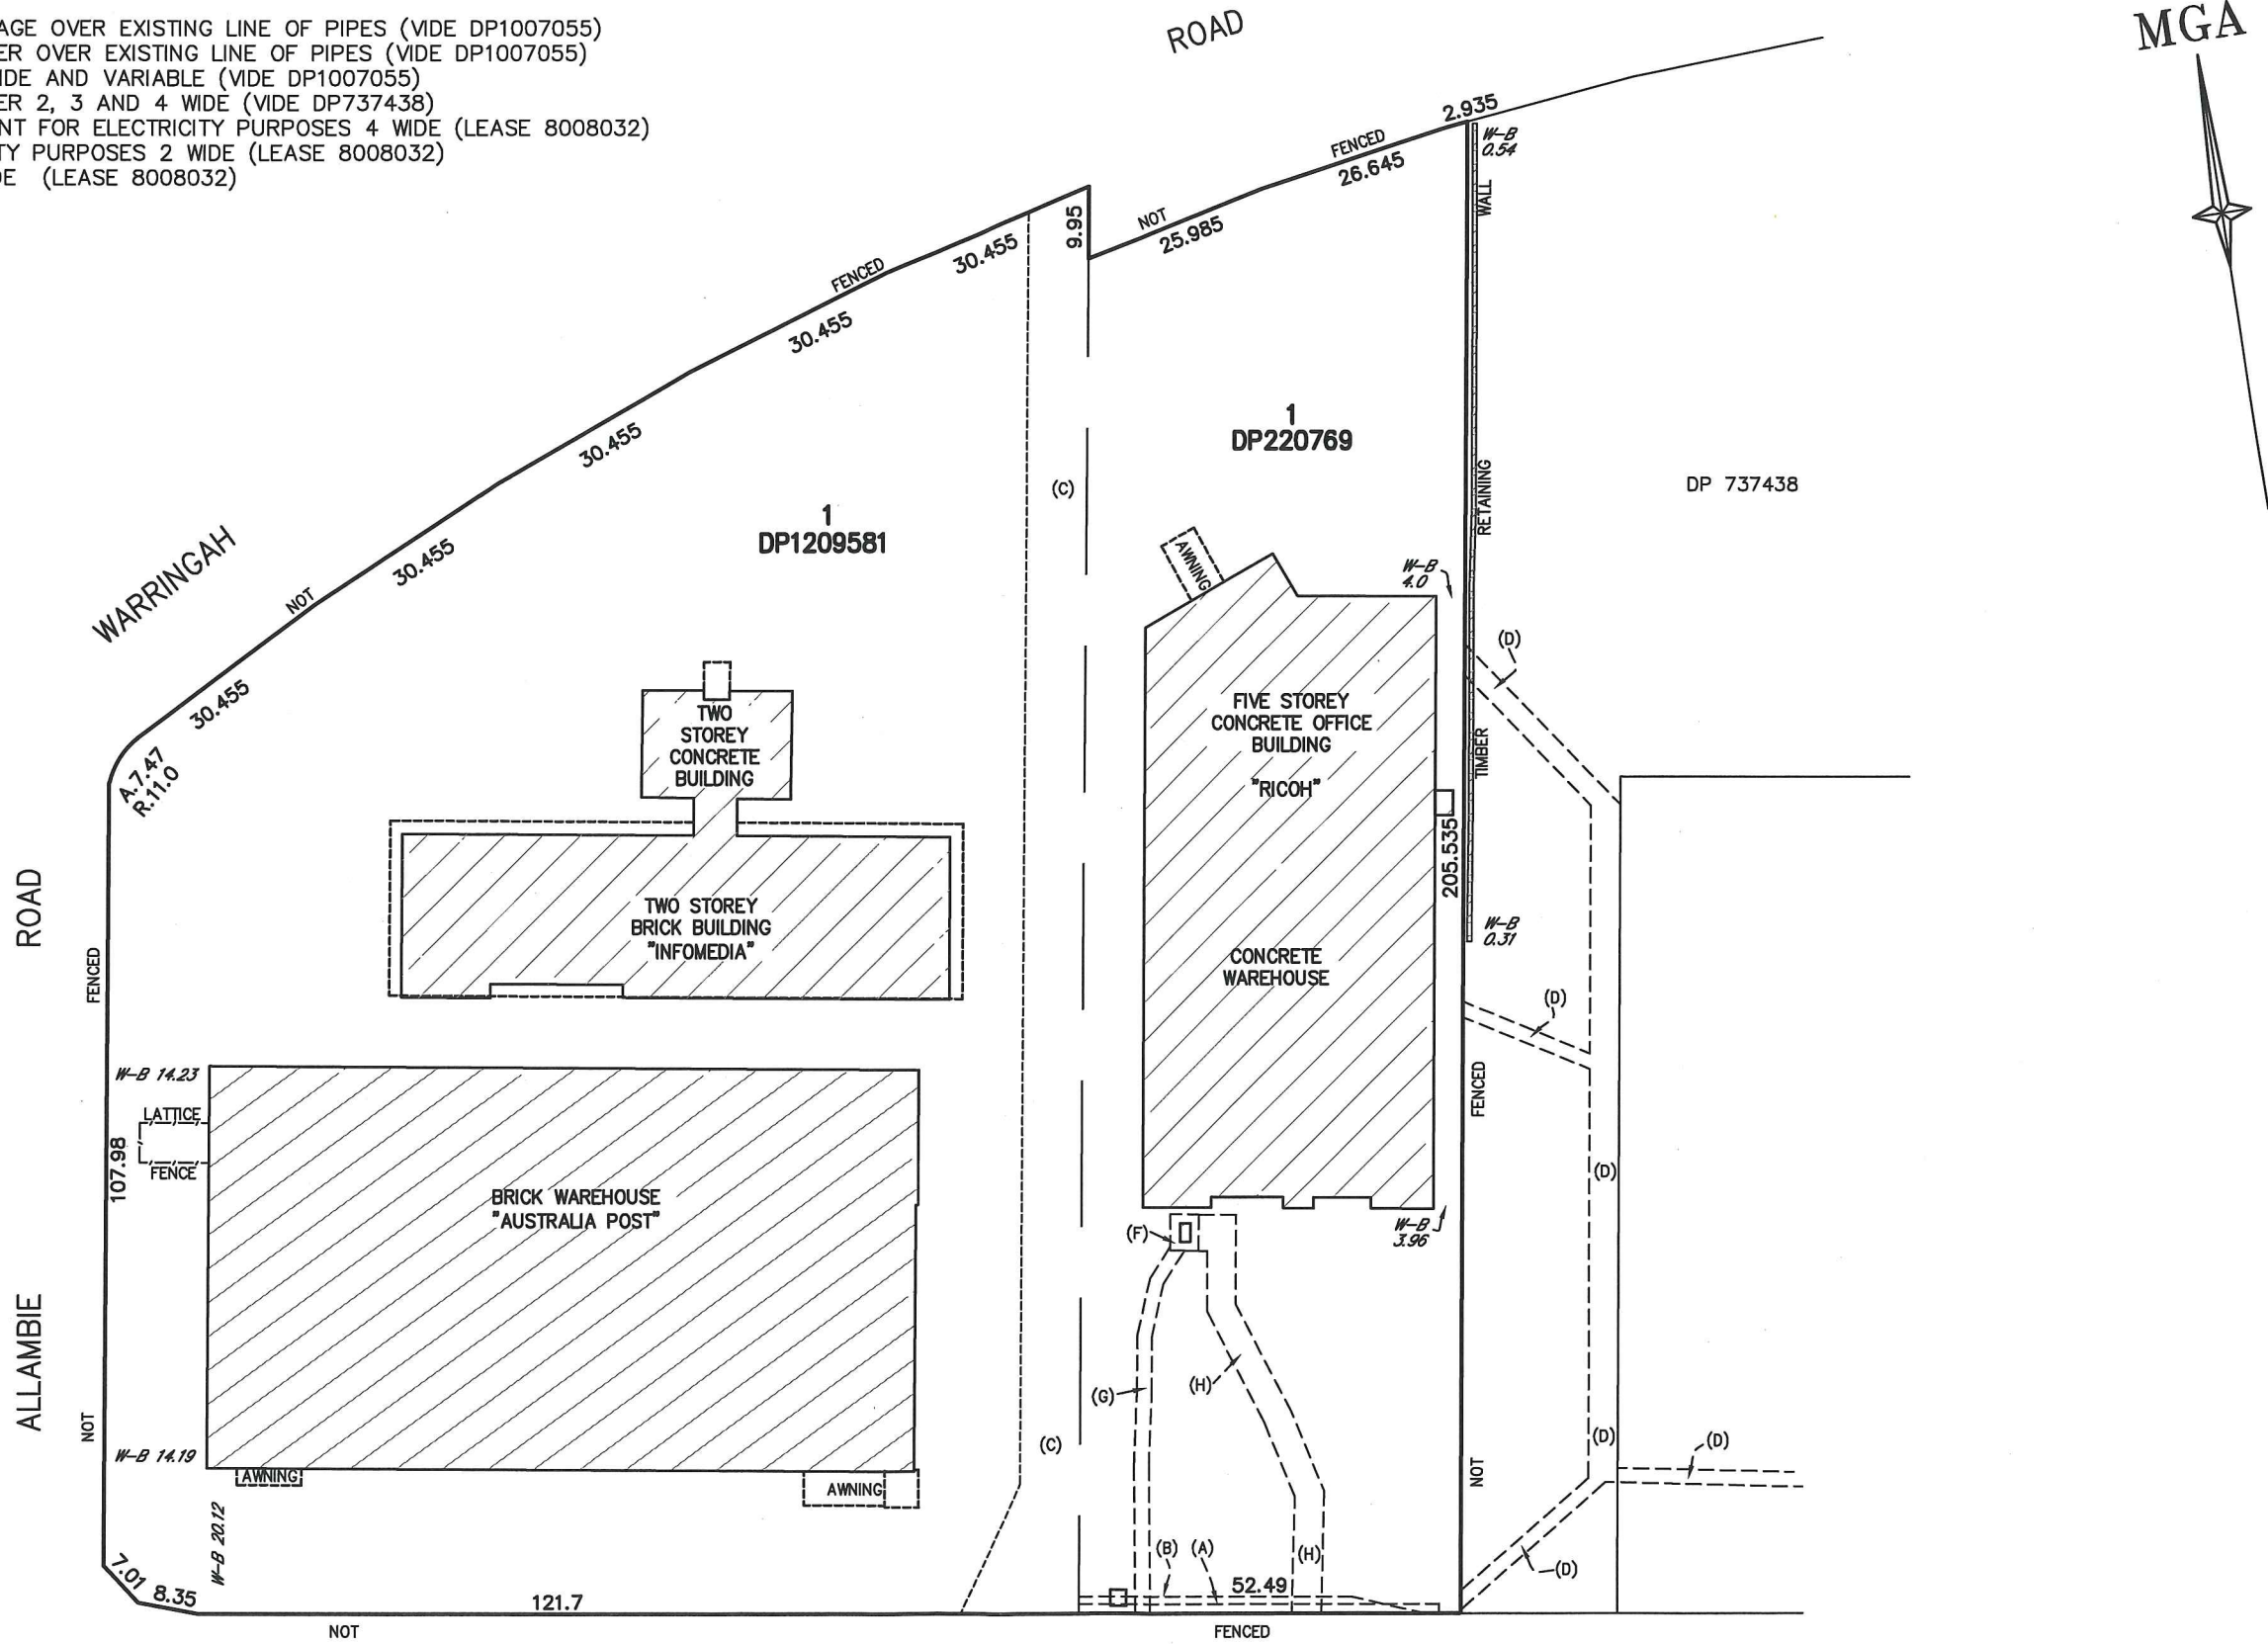 AGE OVER EXISTING LINE OF PIPES (VIDE DP1007055)
ER OVER EXISTING LINE OF PIPES (VIDE DP1007055)
IDE AND VARIABLE (VIDE DP1007055)
ER 2, 3 AND 4 WIDE (VIDE DP737438)
NT FOR ELECTRICITY PURPOSES 4 WIDE (LEASE 8008032)
TY PURPOSES 2 WIDE (LEASE 8008032)
DE (LEASE 8008032)
ROAD
MGA
2.935
FENCED
26.645
W-B
0.54
WALL
9.95
NOT
25.985
30.455
FENCED
30.455
30.455
1
DP220769
(C)
RETAINING
DP 737438
1
DP1209581
WARRINGAH
NOT
30.455
AWNING
W-B
4.0
(D)
30.455
TWO
STOREY
CONCRETE
BUILDING
FIVE STOREY
CONCRETE OFFICE
BUILDING
"RICOH"
TIMBER
A.7.47
R.11.0
205.535
ROAD
TWO STOREY
BRICK BUILDING
"INFOMEDIA"
CONCRETE
WAREHOUSE
W-B
0.31
FENCED
(D)
W-B 14.23
LATTICE
FENCE
107.98
FENCED
(D)
BRICK WAREHOUSE
"AUSTRALIA POST"
(F)
W-B
3.96
ALLAMBIE
(G)
(H)
NOT
(C)
(D)
(D)
W-B 14.19
AWNING
AWNING
NOT
W-B 20.12
(B)
(A)
(H)
(D)
7.01
8.35
121.7
52.49
NOT
FENCED